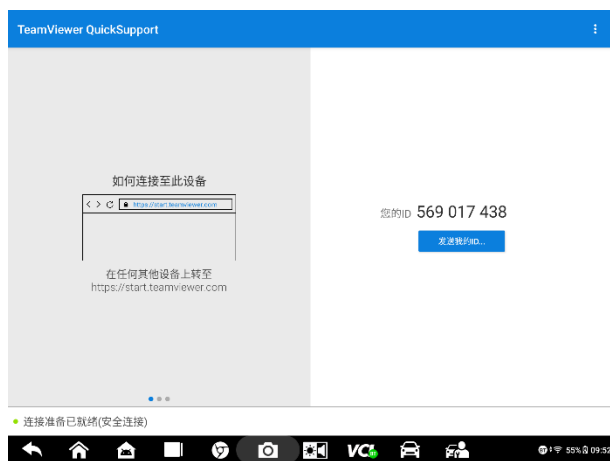 TeamViewer QuickSupport
如何连接至此设备
https://start.teamviewer.com
在任何其他设备上转至
https://start.teamviewer.com
您的ID 569 017 438
发送我的ID...
连接准备已就绪(安全连接)
VCI
55% 09:52